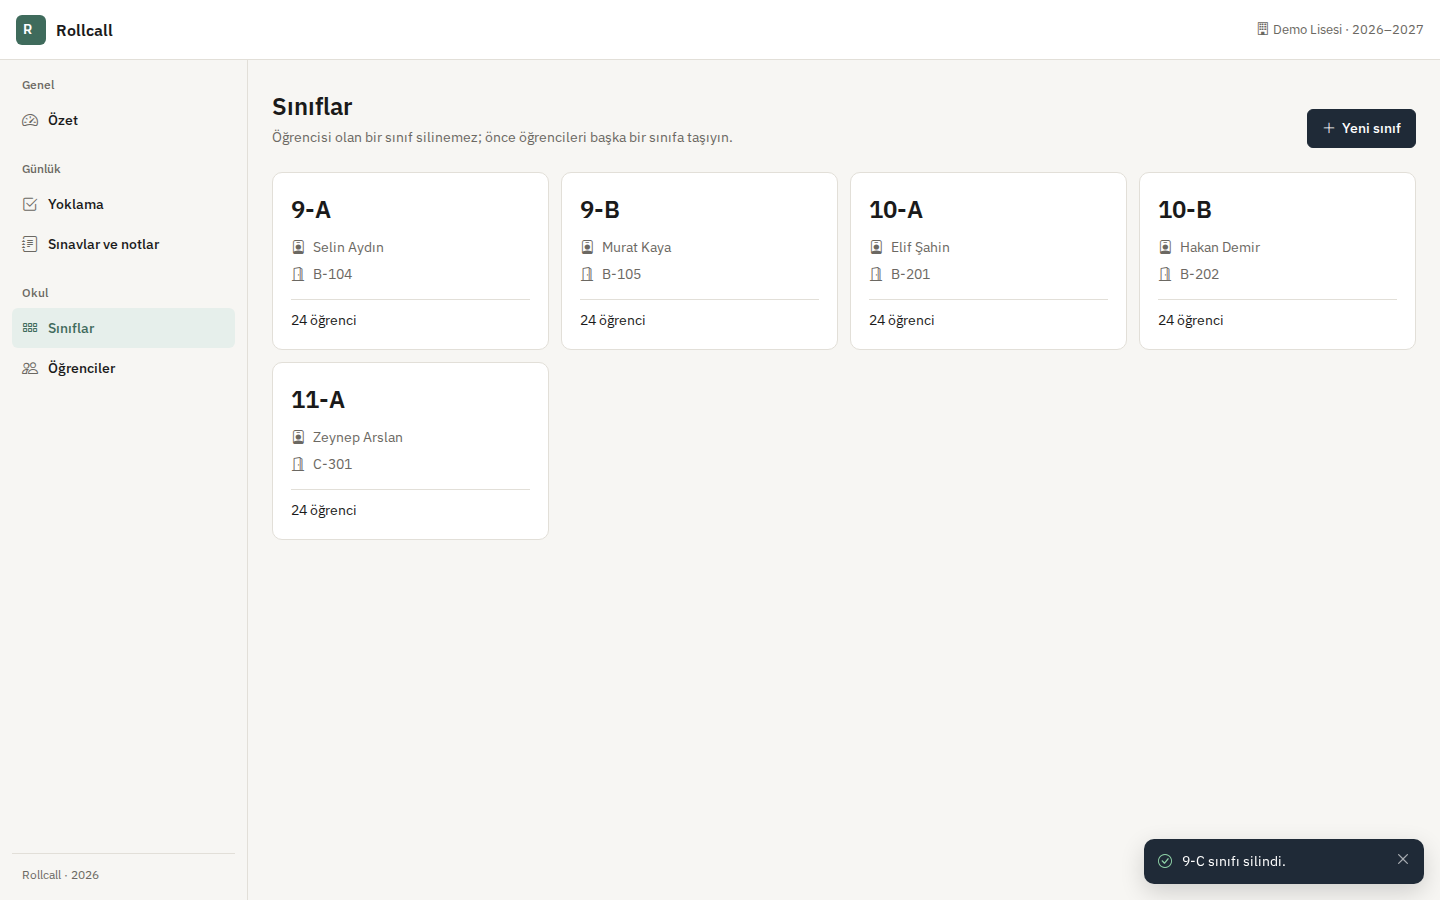 R Rollcall
Demo Lisesi · 2026–2027
Genel
Özet
Günlük
Yoklama
Sınavlar ve notlar
Okul
Sınıflar
Öğrenciler
Rollcall · 2026
Sınıflar
Öğrencisi olan bir sınıf silinemez; önce öğrencileri başka bir sınıfa taşıyın.
Yeni sınıf
9-A
Selin Aydın
B-104
24 öğrenci
9-B
Murat Kaya
B-105
24 öğrenci
10-A
Elif Şahin
B-201
24 öğrenci
10-B
Hakan Demir
B-202
24 öğrenci
11-A
Zeynep Arslan
C-301
24 öğrenci
9-C sınıfı silindi.